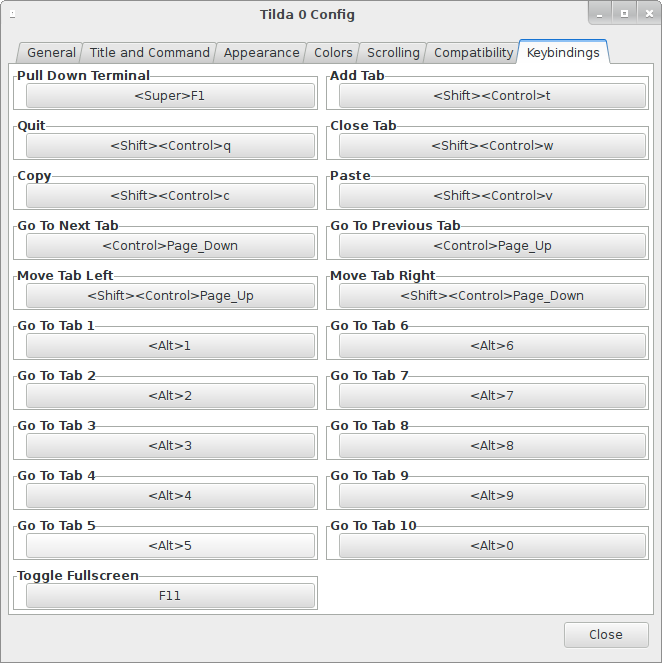 Tilda 0 Config
General Title and Command Appearance Colors Scrolling Compatibility Keybindings
Pull Down Terminal Add Tab
<Super>F1 <Shift><Control>t
Quit Close Tab
<Shift><Control>q <Shift><Control>w
Copy Paste
<Shift><Control>c <Shift><Control>v
Go To Next Tab Go To Previous Tab
<Control>Page_Down <Control>Page_Up
Move Tab Left Move Tab Right
<Shift><Control>Page_Up <Shift><Control>Page_Down
Go To Tab 1 Go To Tab 6
<Alt>1 <Alt>6
Go To Tab 2 Go To Tab 7
<Alt>2 <Alt>7
Go To Tab 3 Go To Tab 8
<Alt>3 <Alt>8
Go To Tab 4 Go To Tab 9
<Alt>4 <Alt>9
Go To Tab 5 Go To Tab 10
<Alt>5 <Alt>0
Toggle Fullscreen
F11
Close